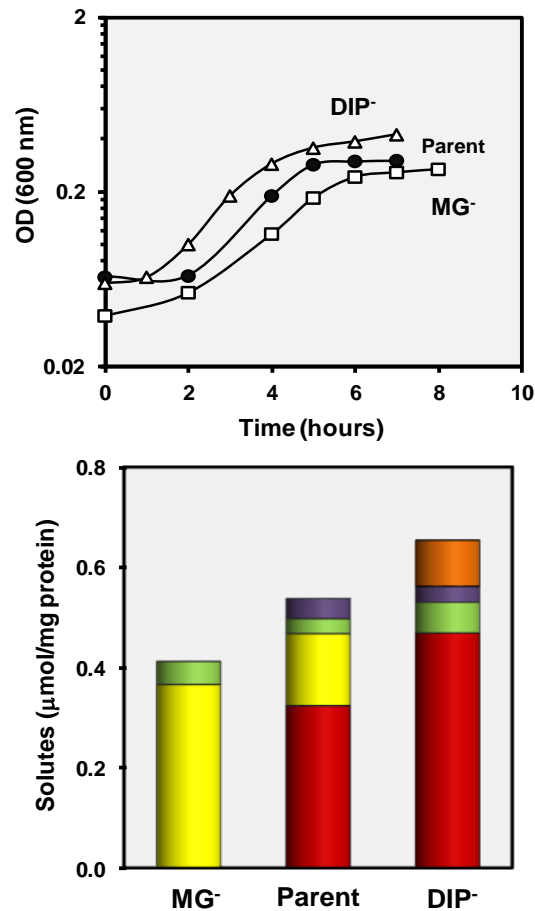 2
DIP-
Parent
OD (600 nm)
0.2
MG-
0.02
0 2 4 6 8 10
Time (hours)
0.8
0.6
Solutes (μmol/mg protein)
0.4
0.2
0.0
MG- Parent DIP-